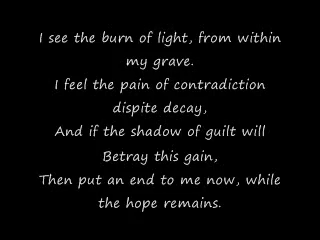 I see the burn of light, from within
my grave.
I feel the pain of contradiction
dispite decay,
And if the shadow of guilt will
Betray this gain,
Then put an end to me now, while
the hope remains.